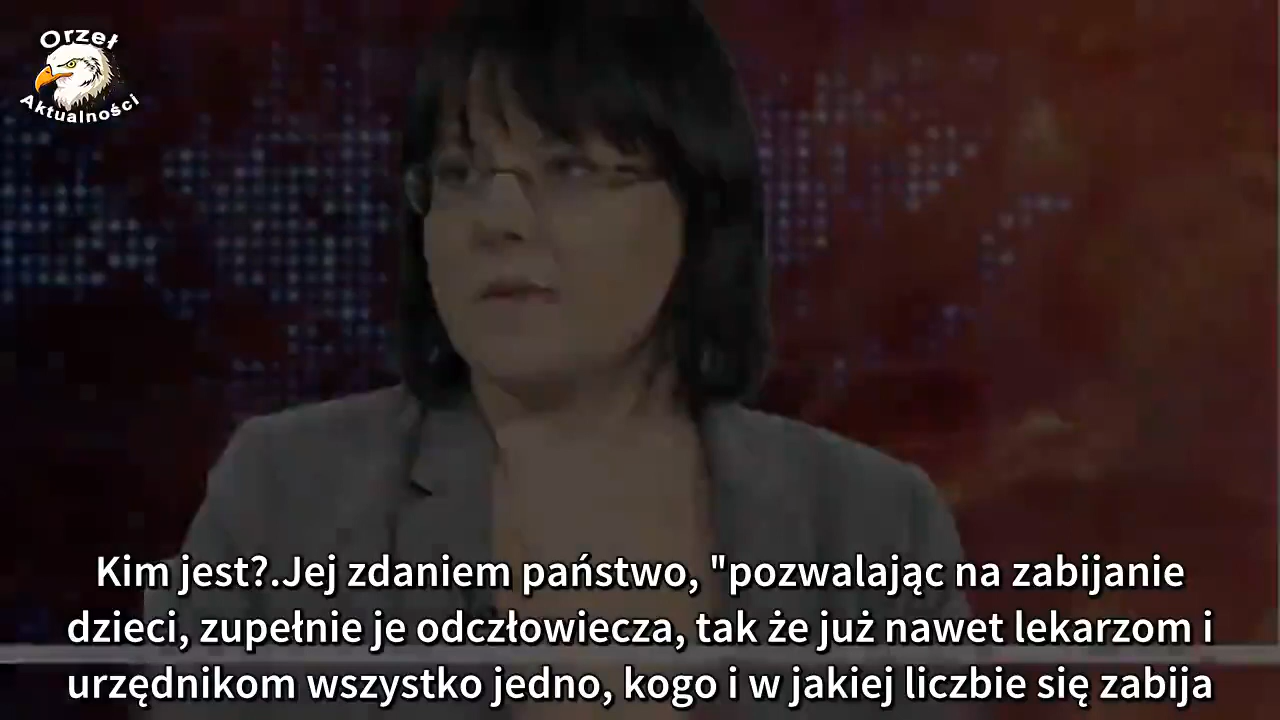 Orzeł
Aktualności
Kim jest?.Jej zdaniem państwo, "pozwalając na zabijanie
dzieci, zupełnie je odczłowiecza, tak że już nawet lekarzom i
urzędnikom wszystko jedno, kogo i w jakiej liczbie się zabija